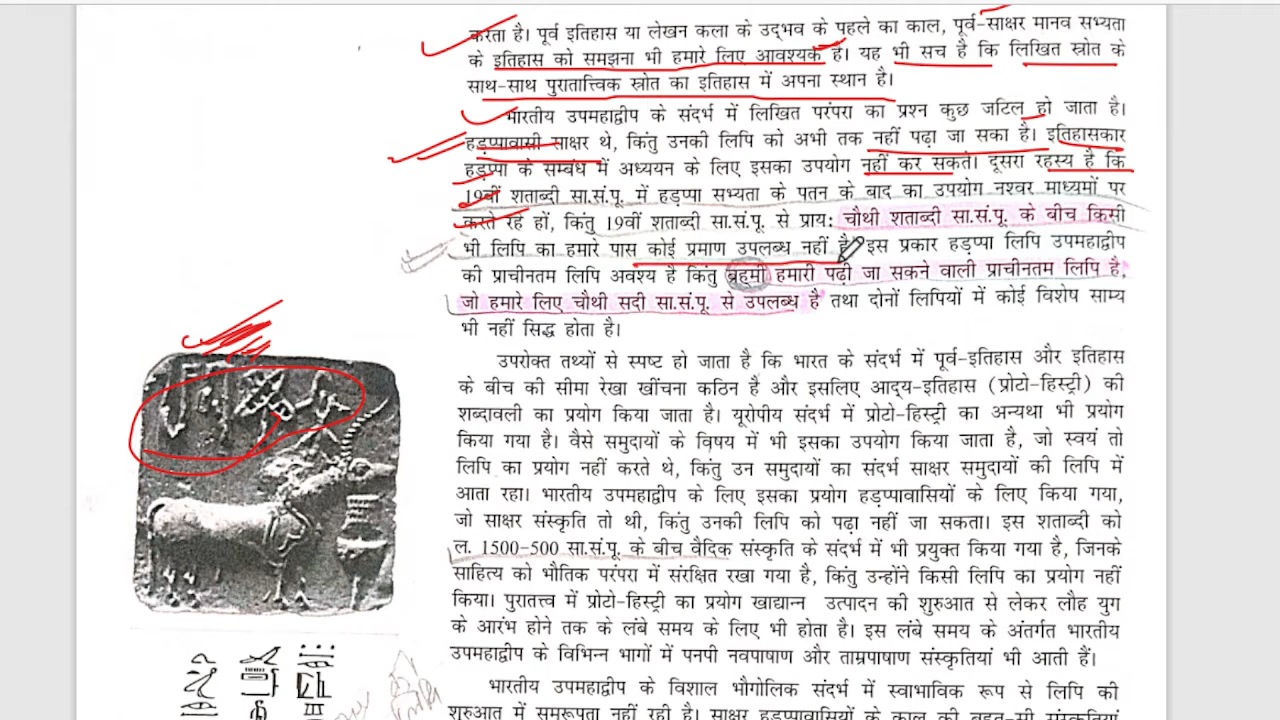 करता है। पूर्व इतिहास या लेखन कला के उद्‌भव के पहले का काल, पूर्व-साक्षर मानव सभ्यता
के इतिहास को समझना भी हमारे लिए आवश्यक है। यह भी सच है कि लिखित स्रोत के
साथ-साथ पुरातात्त्विक स्रोत का इतिहास में अपना स्थान है।
भारतीय उपमहाद्वीप के संदर्भ में लिखित परंपरा का प्रश्न कुछ जटिल हो जाता है।
हड़प्पावासी साक्षर थे, किंतु उनकी लिपि को अभी तक नहीं पढ़ा जा सका है। इतिहासकार
हड़प्पा के सम्बंध में अध्ययन के लिए इसका उपयोग नहीं कर सकते। दूसरा रहस्य है कि
19वीं शताब्दी सा.सं.पू. में हड़प्पा सभ्यता के पतन के बाद का उपयोग नश्वर माध्यमों पर
करते रहे हों, किंतु 19वीं शताब्दी सा.सं.पू. से प्राय: चौथी शताब्दी सा.सं.पू. के बीच किसी
भी लिपि का हमारे पास कोई प्रमाण उपलब्ध नहीं है। इस प्रकार हड़प्पा लिपि उपमहाद्वीप
की प्राचीनतम लिपि अवश्य है किंतु ब्रह्मी हमारी पढ़ी जा सकने वाली प्राचीनतम लिपि है,
जो हमारे लिए चौथी सदी सा.सं.पू. से उपलब्ध है तथा दोनों लिपियों में कोई विशेष साम्य
भी नहीं सिद्ध होता है।
उपरोक्त तथ्यों से स्पष्ट हो जाता है कि भारत के संदर्भ में पूर्व-इतिहास और इतिहास
के बीच की सीमा रेखा खींचना कठिन है और इसलिए आद्य-इतिहास (प्रोटो-हिस्ट्री) की
शब्दावली का प्रयोग किया जाता है। यूरोपीय संदर्भ में प्रोटो-हिस्ट्री का अन्यथा भी प्रयोग
किया गया है। वैसे समुदायों के विषय में भी इसका उपयोग किया जाता है, जो स्वयं तो
लिपि का प्रयोग नहीं करते थे, किंतु उन समुदायों का संदर्भ साक्षर समुदायों की लिपि में
आता रहा। भारतीय उपमहाद्वीप के लिए इसका प्रयोग हड़प्पावासियों के लिए किया गया,
जो साक्षर संस्कृति तो थी, किंतु उनकी लिपि को पढ़ा नहीं जा सकता। इस शताब्दी को
ल. 1500-500 सा.सं.पू. के बीच वैदिक संस्कृति के संदर्भ में भी प्रयुक्त किया गया है, जिनके
साहित्य को भौतिक परंपरा में संरक्षित रखा गया है, किंतु उन्होंने किसी लिपि का प्रयोग नहीं
किया। पुरातत्त्व में प्रोटो-हिस्ट्री का प्रयोग खाद्यान्न उत्पादन की शुरुआत से लेकर लौह युग
के आरंभ होने तक के लंबे समय के लिए भी होता है। इस लंबे समय के अंतर्गत भारतीय
उपमहाद्वीप के विभिन्न भागों में पनपी नवपाषाण और ताम्रपाषाण संस्कृतियां भी आती हैं।
भारतीय उपमहाद्वीप के विशाल भौगोलिक संदर्भ में स्वाभाविक रूप से लिपि की
शुरुआत में समरूपता नहीं रही है। साक्षर हड़प्पावासियों के काल की बहुत-सी संस्कृतियां